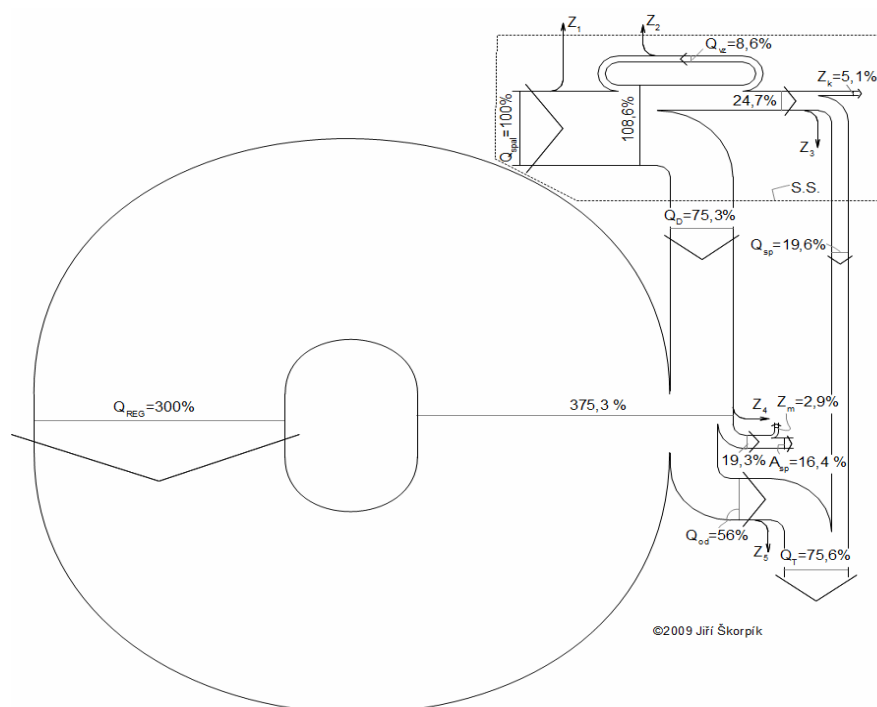 Z1
Z2
Qvz=8,6%
Zk=5,1%
Qspal=100%
108,6%
24,7%
Z3
S.S.
QD=75,3%
Qsp=19,6%
QREG=300%
375,3 %
Z4
Zm=2,9%
19,3%
Asp=16,4 %
Qod=56%
Z5
QT=75,6%
©2009 Jiří Škorpík